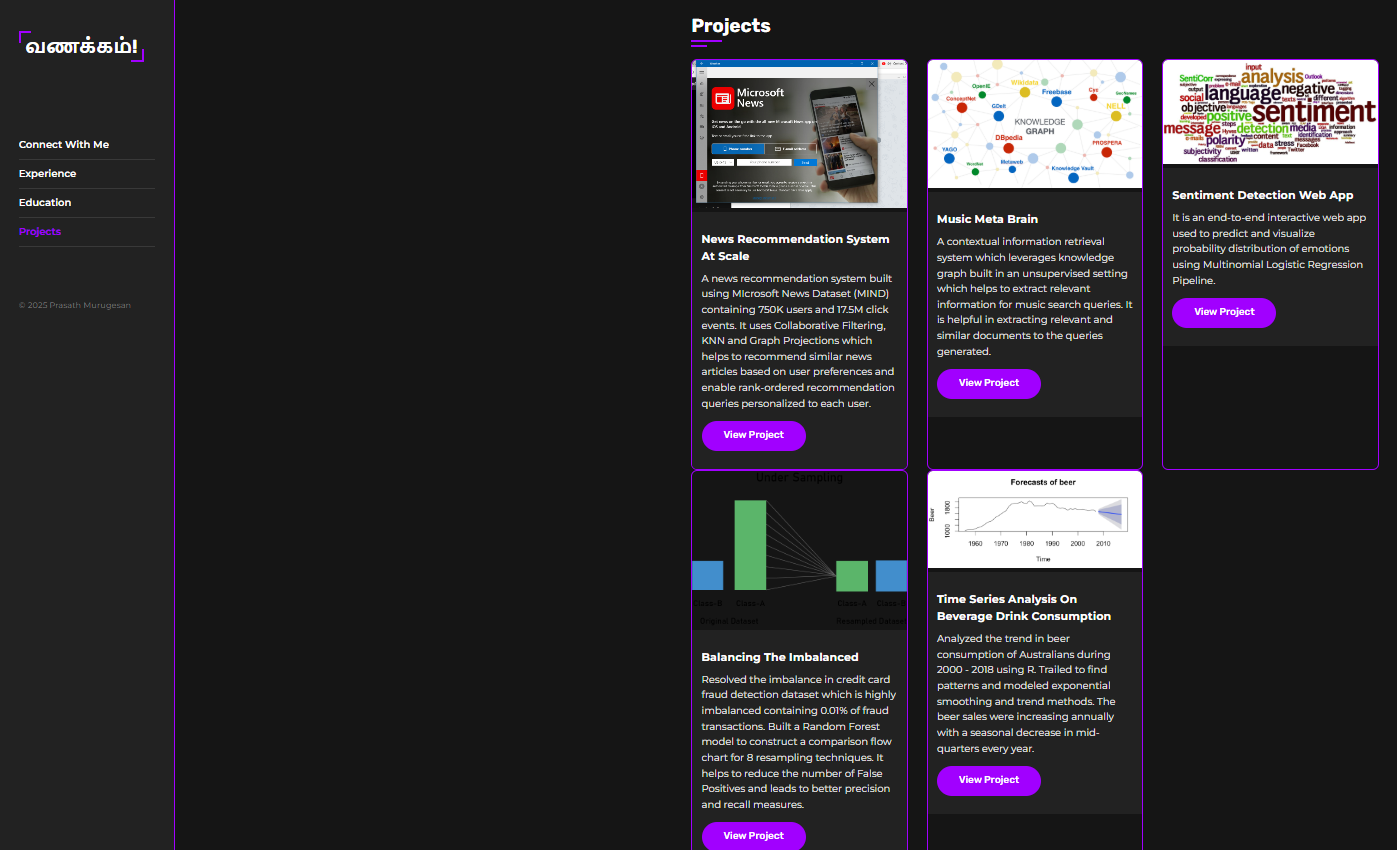 வணக்கம்!
Connect With Me
Experience
Education
Projects
© 2025 Prasath Murugesan
Projects
Microsoft
News
News Recommendation System
At Scale
A news recommendation system built
using MIcrosoft News Dataset (MIND)
containing 750K users and 17.5M click
events. It uses Collaborative Filtering,
KNN and Graph Projections which
helps to recommend similar news
articles based on user preferences and
enable rank-ordered recommendation
queries personalized to each user.
View Project
Wikidata
OpenIE
Freebase
Cyc
ConceptNet
GDelt
NELL
KNOWLEDGE
GRAPH
DBpedia
PROSPERA
YAGO
Metaweb
Knowledge Vault
Music Meta Brain
A contextual information retrieval
system which leverages knowledge
graph built in an unsupervised setting
which helps to extract relevant
information for music search queries. It
is helpful in extracting relevant and
similar documents to the queries
generated.
View Project
input
SentiCorr
analysis
Outlook
language
negative
social
objective
different
positive
sentiment
message
detection
media
polarity
content
data
stress
subjectivity
written
Twitter
classification
Sentiment Detection Web App
It is an end-to-end interactive web app
used to predict and visualize
probability distribution of emotions
using Multinomial Logistic Regression
Pipeline.
View Project
Under Sampling
Class-B
Class-A
Class-A
Class-B
Original Dataset
Resampled Dataset
Balancing The Imbalanced
Resolved the imbalance in credit card
fraud detection dataset which is highly
imbalanced containing 0.01% of fraud
transactions. Built a Random Forest
model to construct a comparison flow
chart for 8 resampling techniques. It
helps to reduce the number of False
Positives and leads to better precision
and recall measures.
View Project
Forecasts of beer
Beer
1800
1000
1960 1970 1980 1990 2000 2010
Time
Time Series Analysis On
Beverage Drink Consumption
Analyzed the trend in beer
consumption of Australians during
2000 - 2018 using R. Trailed to find
patterns and modeled exponential
smoothing and trend methods. The
beer sales were increasing annually
with a seasonal decrease in mid-
quarters every year.
View Project